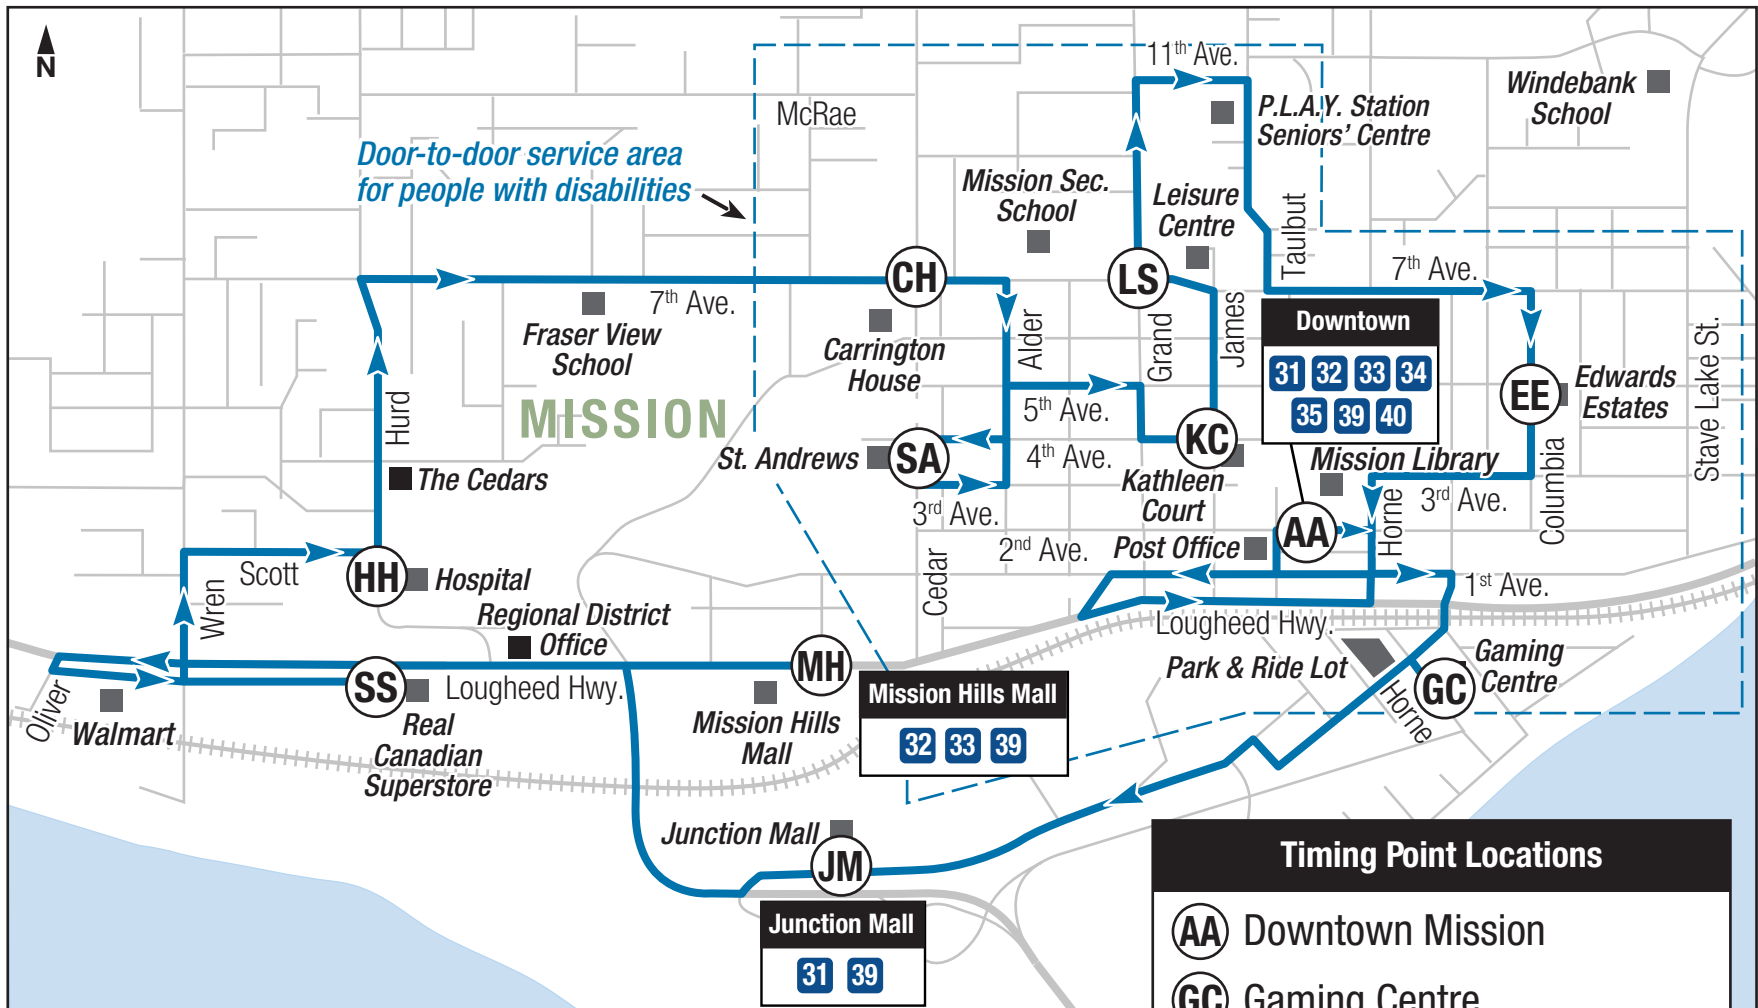 N
11th Ave.
McRae
Windebank
School
P.L.A.Y. Station
Seniors' Centre
Door-to-door service area
for people with disabilities
Mission Sec.
School
Leisure
Centre
Taulbut
CH
LS
7th Ave.
7th Ave.
Fraser View
School
Carrington
House
Alder
Grand
James
Downtown
31 32 33 34
35 39 40
Stave Lake St.
EE
Edwards
Estates
MISSION
Hurd
5th Ave.
KC
St. Andrews
SA
4th Ave.
Mission Library
The Cedars
Kathleen
Court
3rd Ave.
3rd Ave.
Columbia
Horne
AA
2nd Ave.
Post Office
Scott
HH
Hospital
Cedar
1st Ave.
Wren
Regional District
Office
Lougheed Hwy.
MH
Park & Ride Lot
Gaming
Centre
GC
SS
Lougheed Hwy.
Oliver
Walmart
Real
Canadian
Superstore
Mission Hills
Mall
Mission Hills Mall
32 33 39
Horne
Junction Mall
JM
Junction Mall
31 39
Timing Point Locations
AA Downtown Mission
GC Gaming Centre